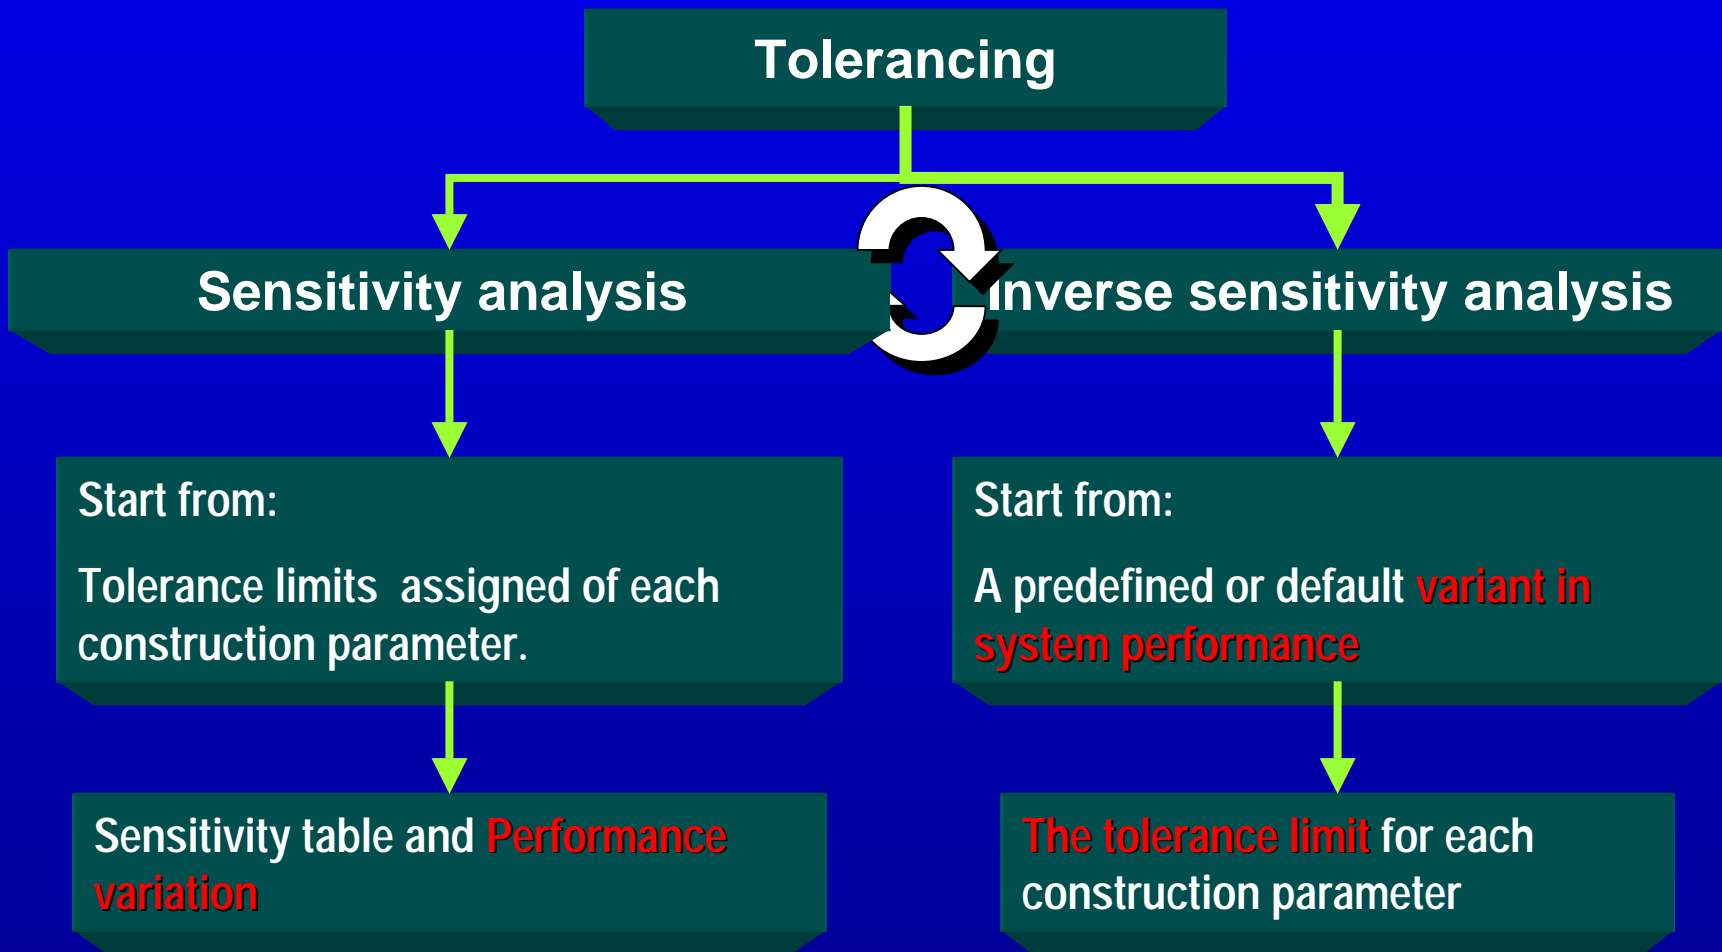 Tolerancing
Sensitivity analysis
Inverse sensitivity analysis
Start from:
Tolerance limits  assigned of each
construction parameter.
Start from:
A predefined or default variant in
system performance
Sensitivity table and Performance
variation
The tolerance limit for each
construction parameter